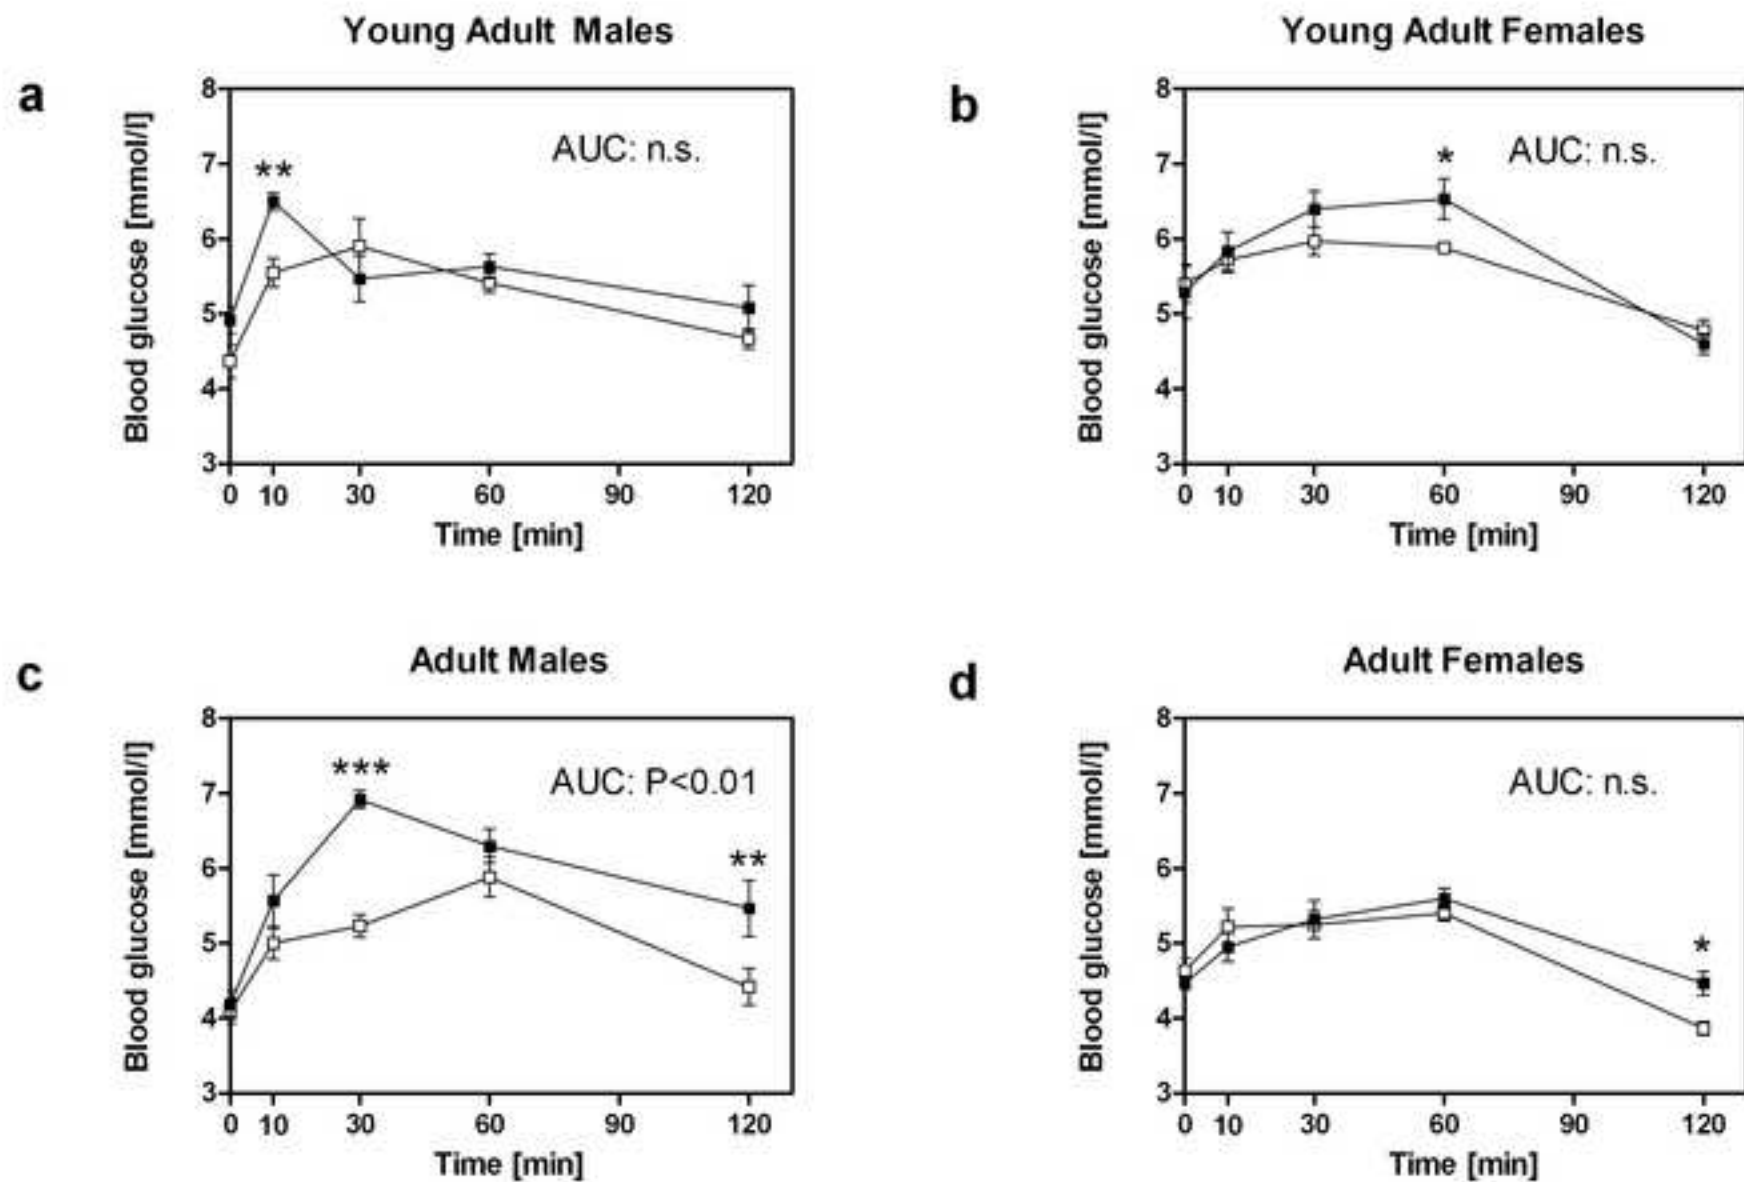 Young Adult Males
a
Blood glucose [mmol/l]
8
7
6
5
4
3
**
AUC: n.s.
0 10 30 60 90 120
Time [min]
Young Adult Females
b
Blood glucose [mmol/l]
8
7
6
5
4
3
*
AUC: n.s.
0 10 30 60 90 120
Time [min]
Adult Males
c
Blood glucose [mmol/l]
8
7
6
5
4
3
***
AUC: P<0.01
**
0 10 30 60 90 120
Time [min]
Adult Females
d
Blood glucose [mmol/l]
8
7
6
5
4
3
AUC: n.s.
*
0 10 30 60 90 120
Time [min]